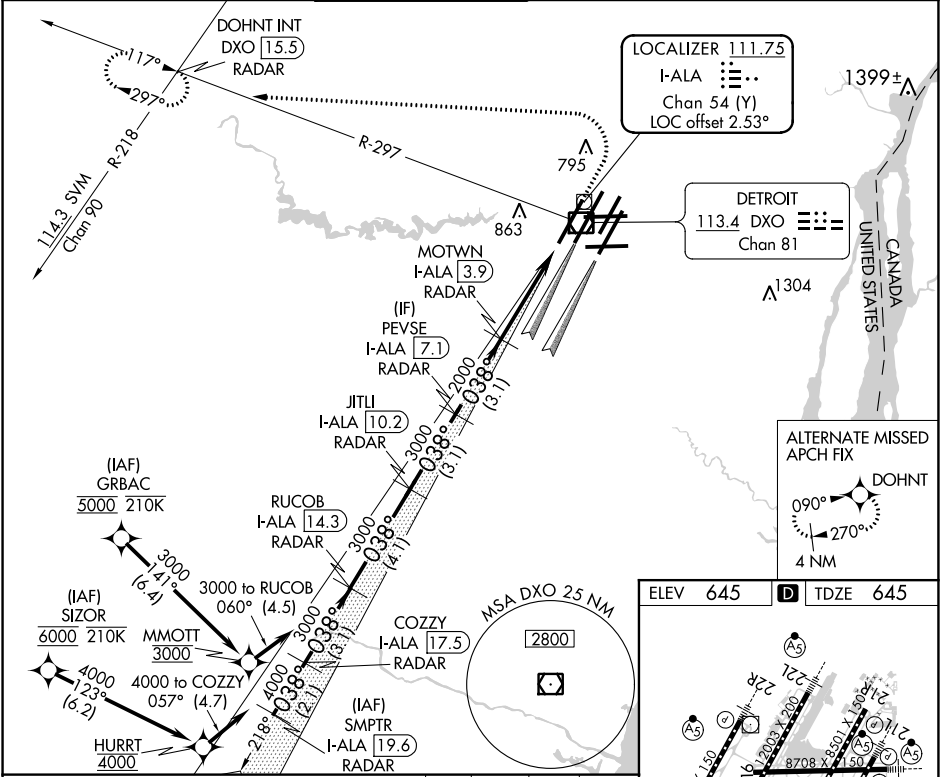 DOHNT INT
DXO 15.5
RADAR
117°
297°
R-218
114.3 SVM
Chan 90
R-297
LOCALIZER 111.75
I-ALA
Chan 54 (Y)
LOC offset 2.53°
1399±
795
863
DETROIT
113.4 DXO
Chan 81
1304
CANADA
UNITED STATES
MOTWN
I-ALA 3.9
RADAR
(IF)
PEVSE
I-ALA 7.1
RADAR
2000
038°
(3.1)
JITLI
I-ALA 10.2
RADAR
3000
038°
(3.1)
RUCOB
I-ALA 14.3
RADAR
3000
038°
(4.1)
(IAF)
GRBAC
5000 210K
3000
141°
(6.4)
3000 to RUCOB
060° (4.5)
MMOTT
3000
3000
038°
(3.1)
(IAF)
SIZOR
6000 210K
4000
123°
(6.2)
4000 to COZZY
057° (4.7)
HURRT
4000
COZZY
I-ALA 17.5
RADAR
4000
038°
(2.1)
218°
(IAF)
SMPTR
I-ALA 19.6
RADAR
MSA DXO 25 NM
2800
ALTERNATE MISSED
APCH FIX
DOHNT
090°
270°
4 NM
ELEV 645
D
TDZE 645
A5
22R
22L
21R
21L
A5
P
P
A5
A5
P
12003 X 200
8501 X 150
8708 X 150
X 150